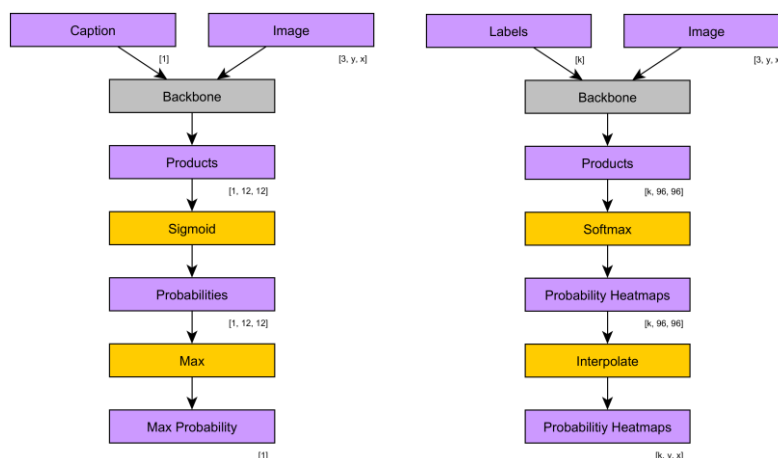 Caption
Image
[1]
[3, y, x]
Backbone
Products
[1, 12, 12]
Sigmoid
Probabilities
[1, 12, 12]
Max
Max Probability
[1]
Labels
Image
[k]
[3, y, x]
Backbone
Products
[k, 96, 96]
Softmax
Probability Heatmaps
[k, 96, 96]
Interpolate
Probabilitiy Heatmaps
[k, y, x]